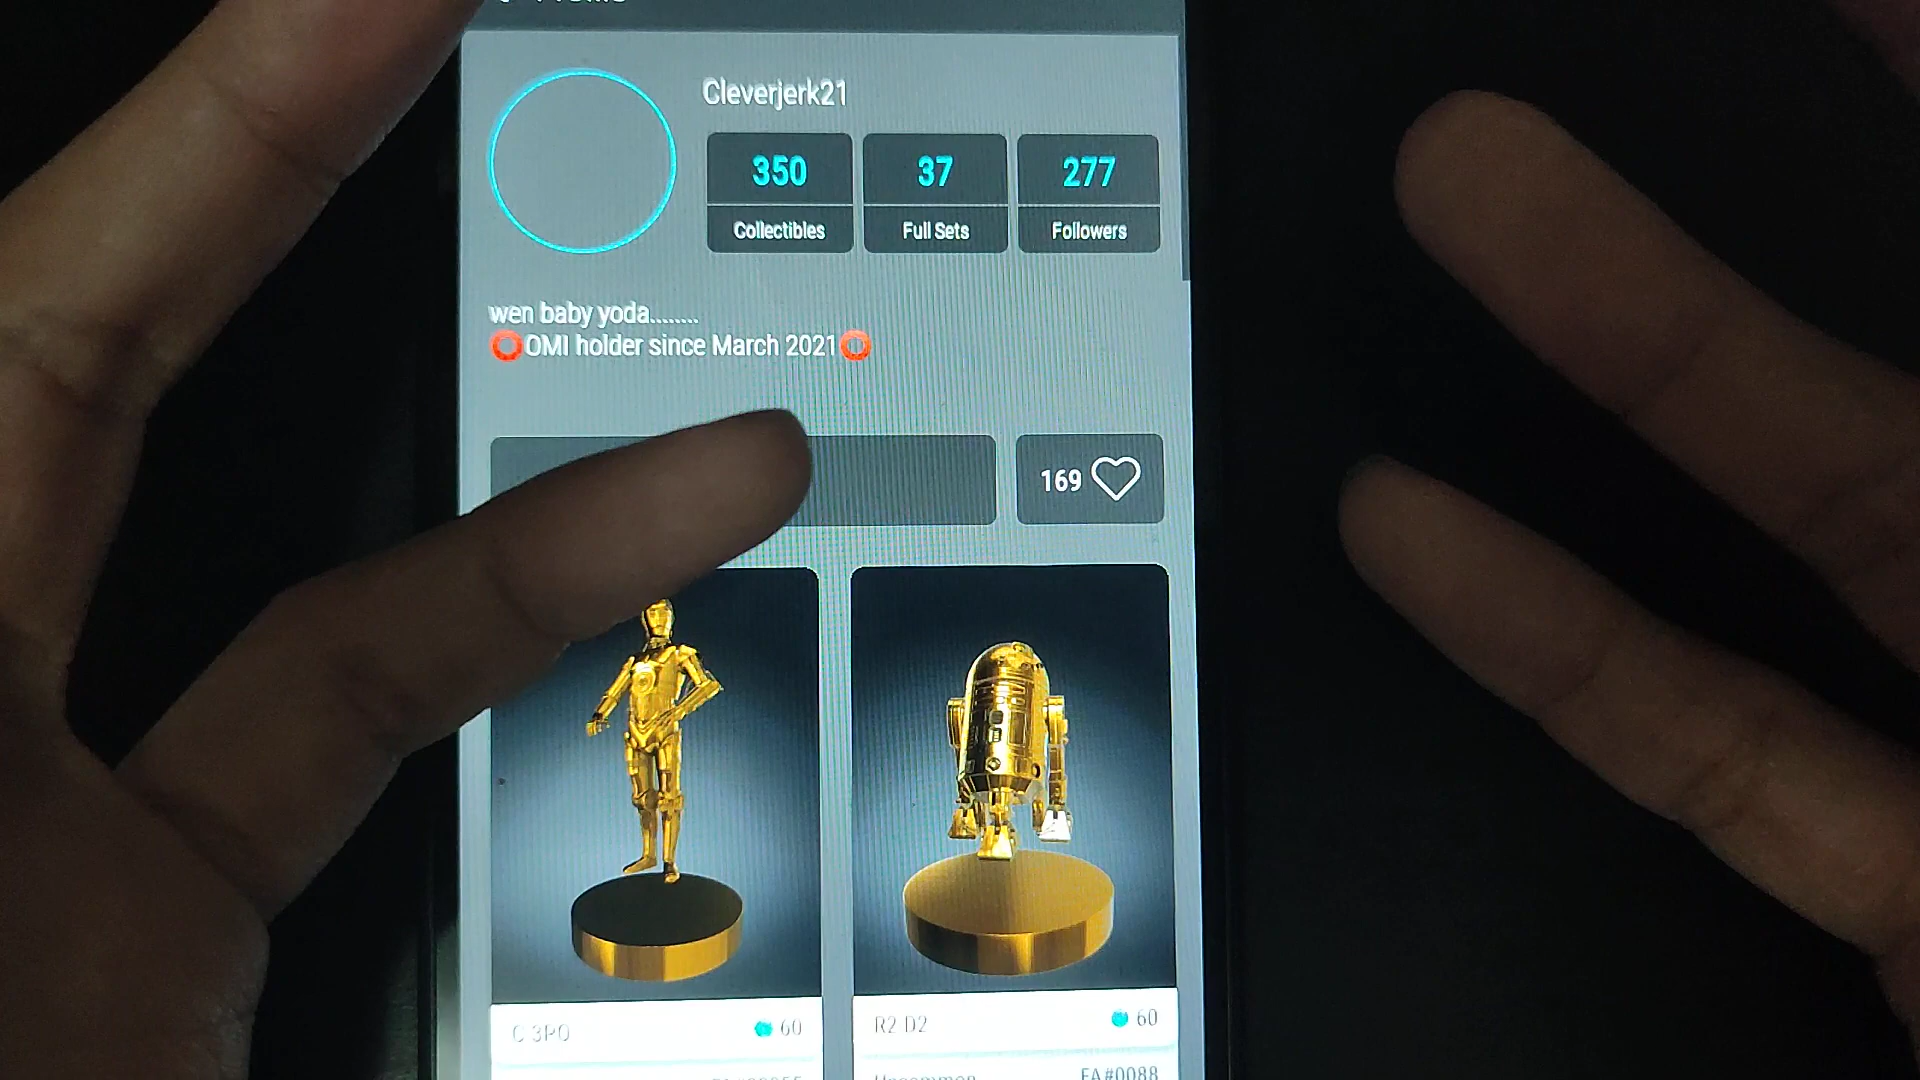 Cleverjerk21
350 37 277
Collectibles Full Sets Followers
wen baby yoda........
⭕OMI holder since March 2021⭕
169
C 3PO 60
R2 D2 60
Uncommon FA#0088